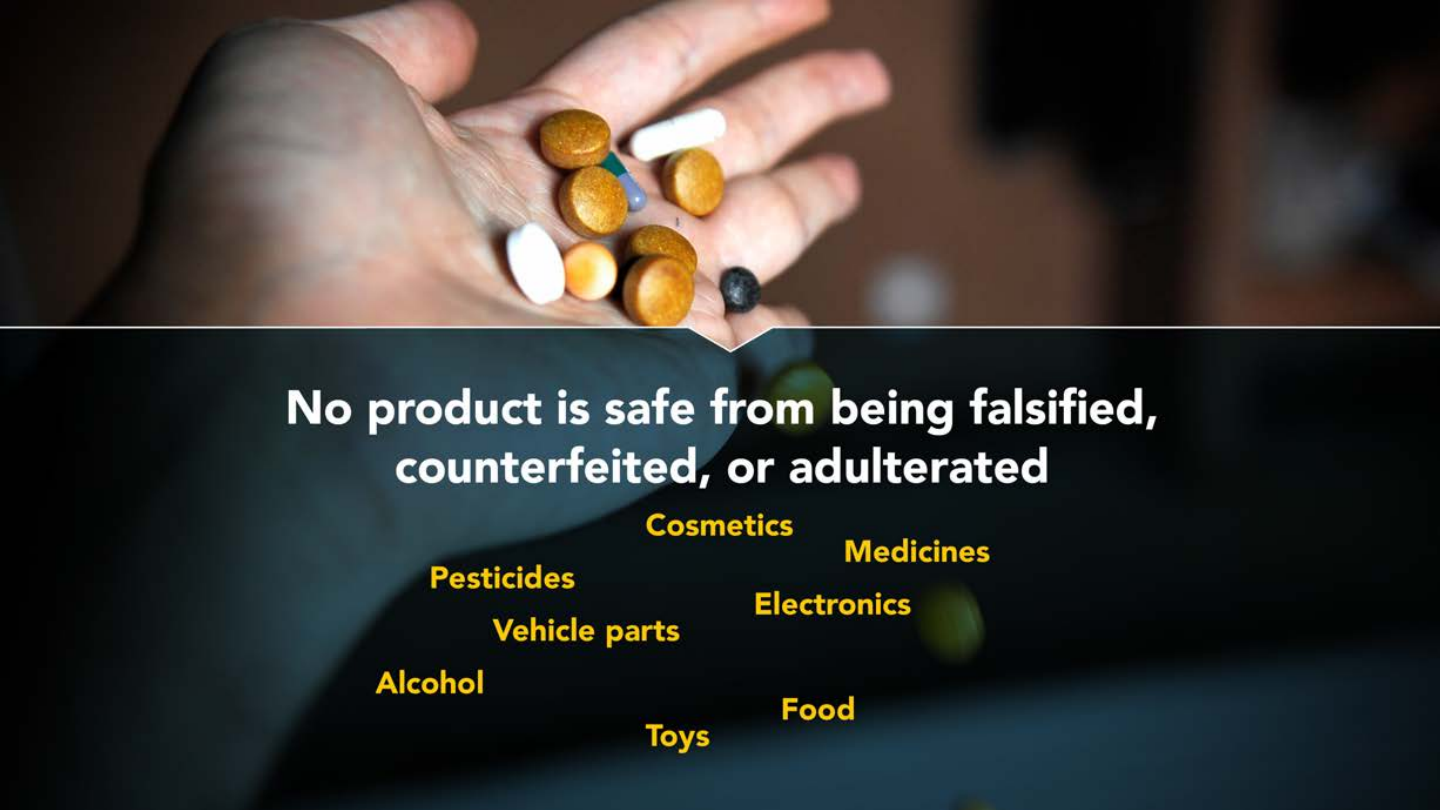 No product is safe from being falsified,
counterfeited, or adulterated
Cosmetics
Medicines
Pesticides
Electronics
Vehicle parts
Alcohol
Food
Toys